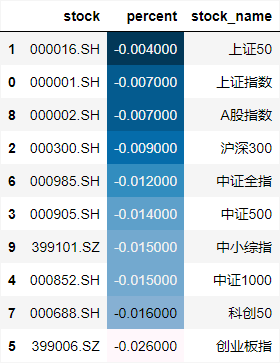 stock percent stock_name
1 000016.SH -0.004000 上证50
0 000001.SH -0.007000 上证指数
8 000002.SH -0.007000 A股指数
2 000300.SH -0.009000 沪深300
6 000985.SH -0.012000 中证全指
3 000905.SH -0.014000 中证500
9 399101.SZ -0.015000 中小综指
4 000852.SH -0.015000 中证1000
7 000688.SH -0.016000 科创50
5 399006.SZ -0.026000 创业板指